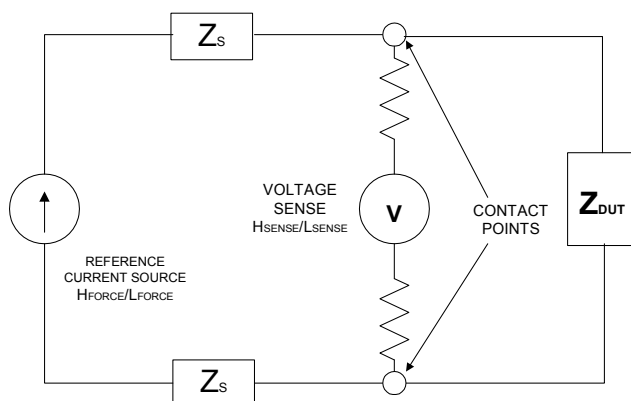 Zs
VOLTAGE
SENSE
HSENSE/LSENSE
V
CONTACT
POINTS
ZDUT
REFERENCE
CURRENT SOURCE
HFORCE/LFORCE
Zs